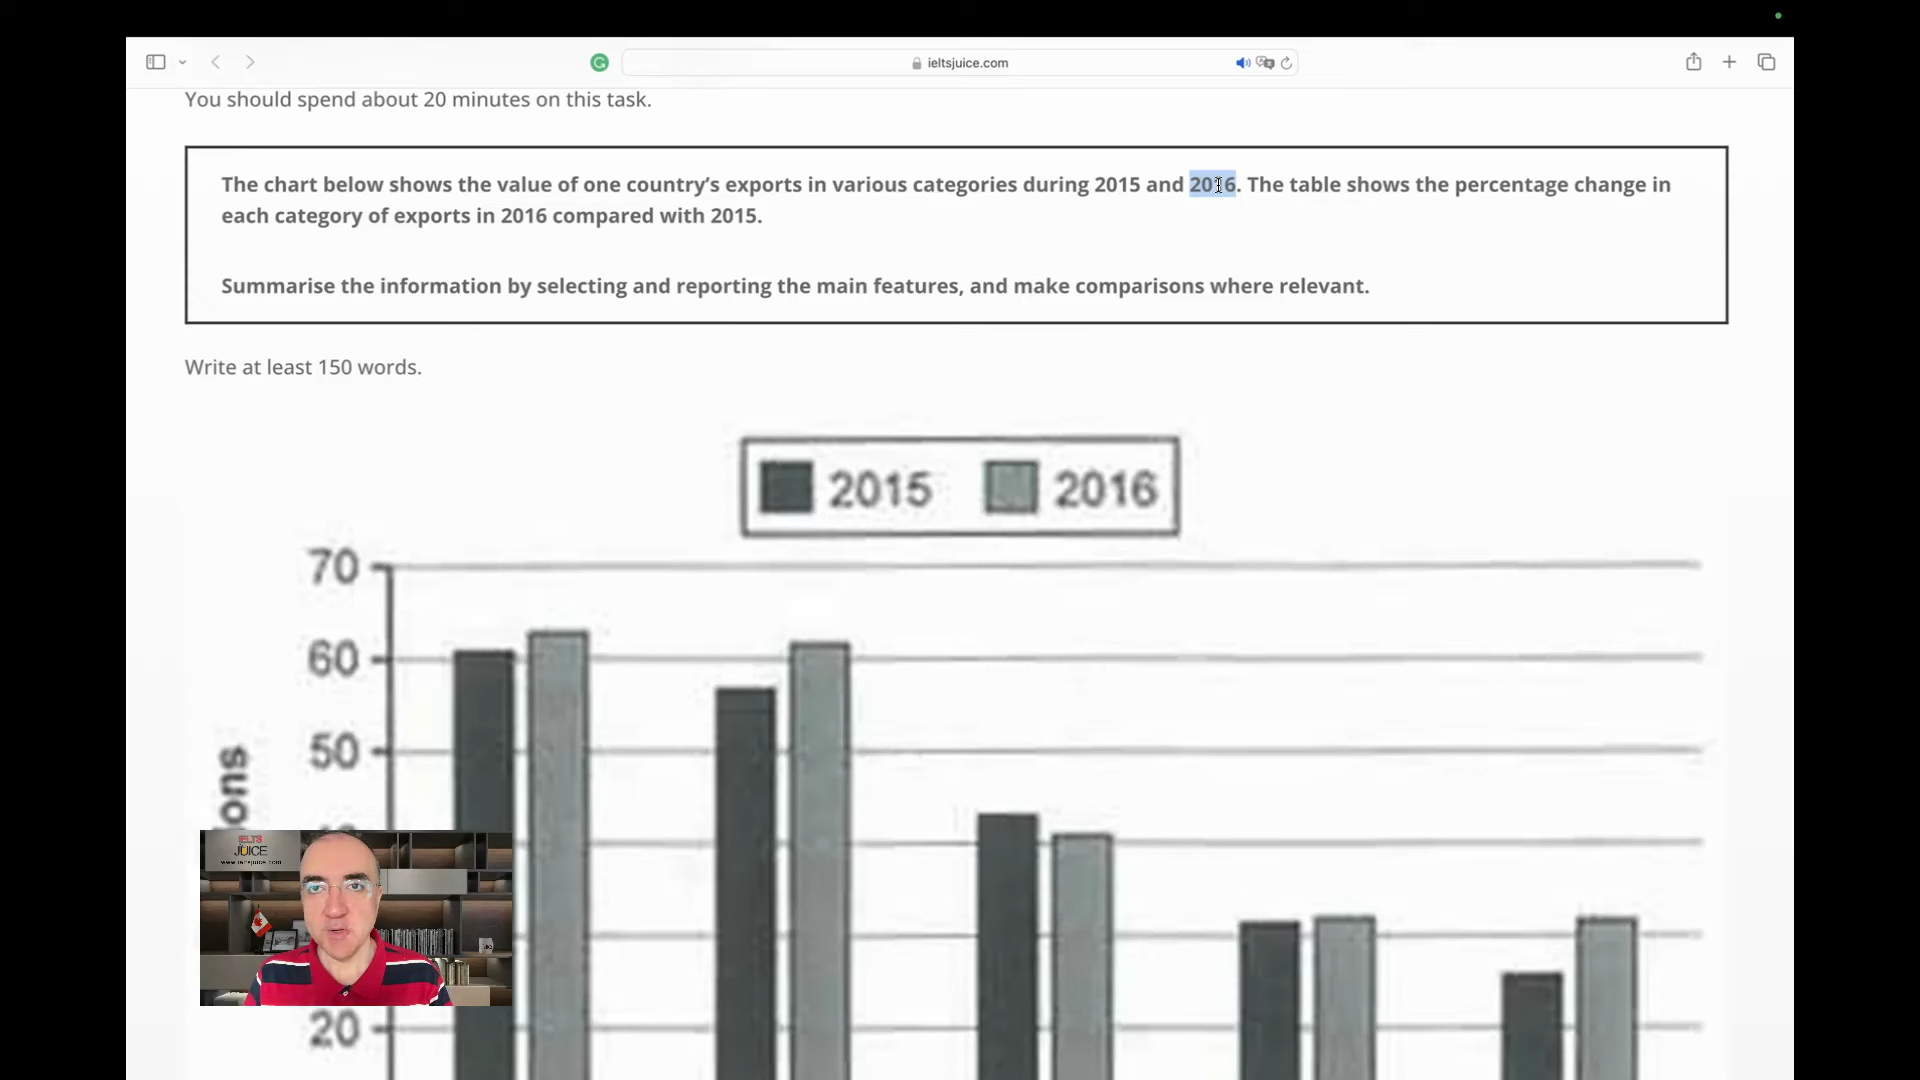 ieltsjuice.com
You should spend about 20 minutes on this task.
The chart below shows the value of one country’s exports in various categories during 2015 and 2016. The table shows the percentage change in
each category of exports in 2016 compared with 2015.
Summarise the information by selecting and reporting the main features, and make comparisons where relevant.
Write at least 150 words.
2015 2016
70
60
50
20
IELTS
JUICE
www.ieltsjuice.com